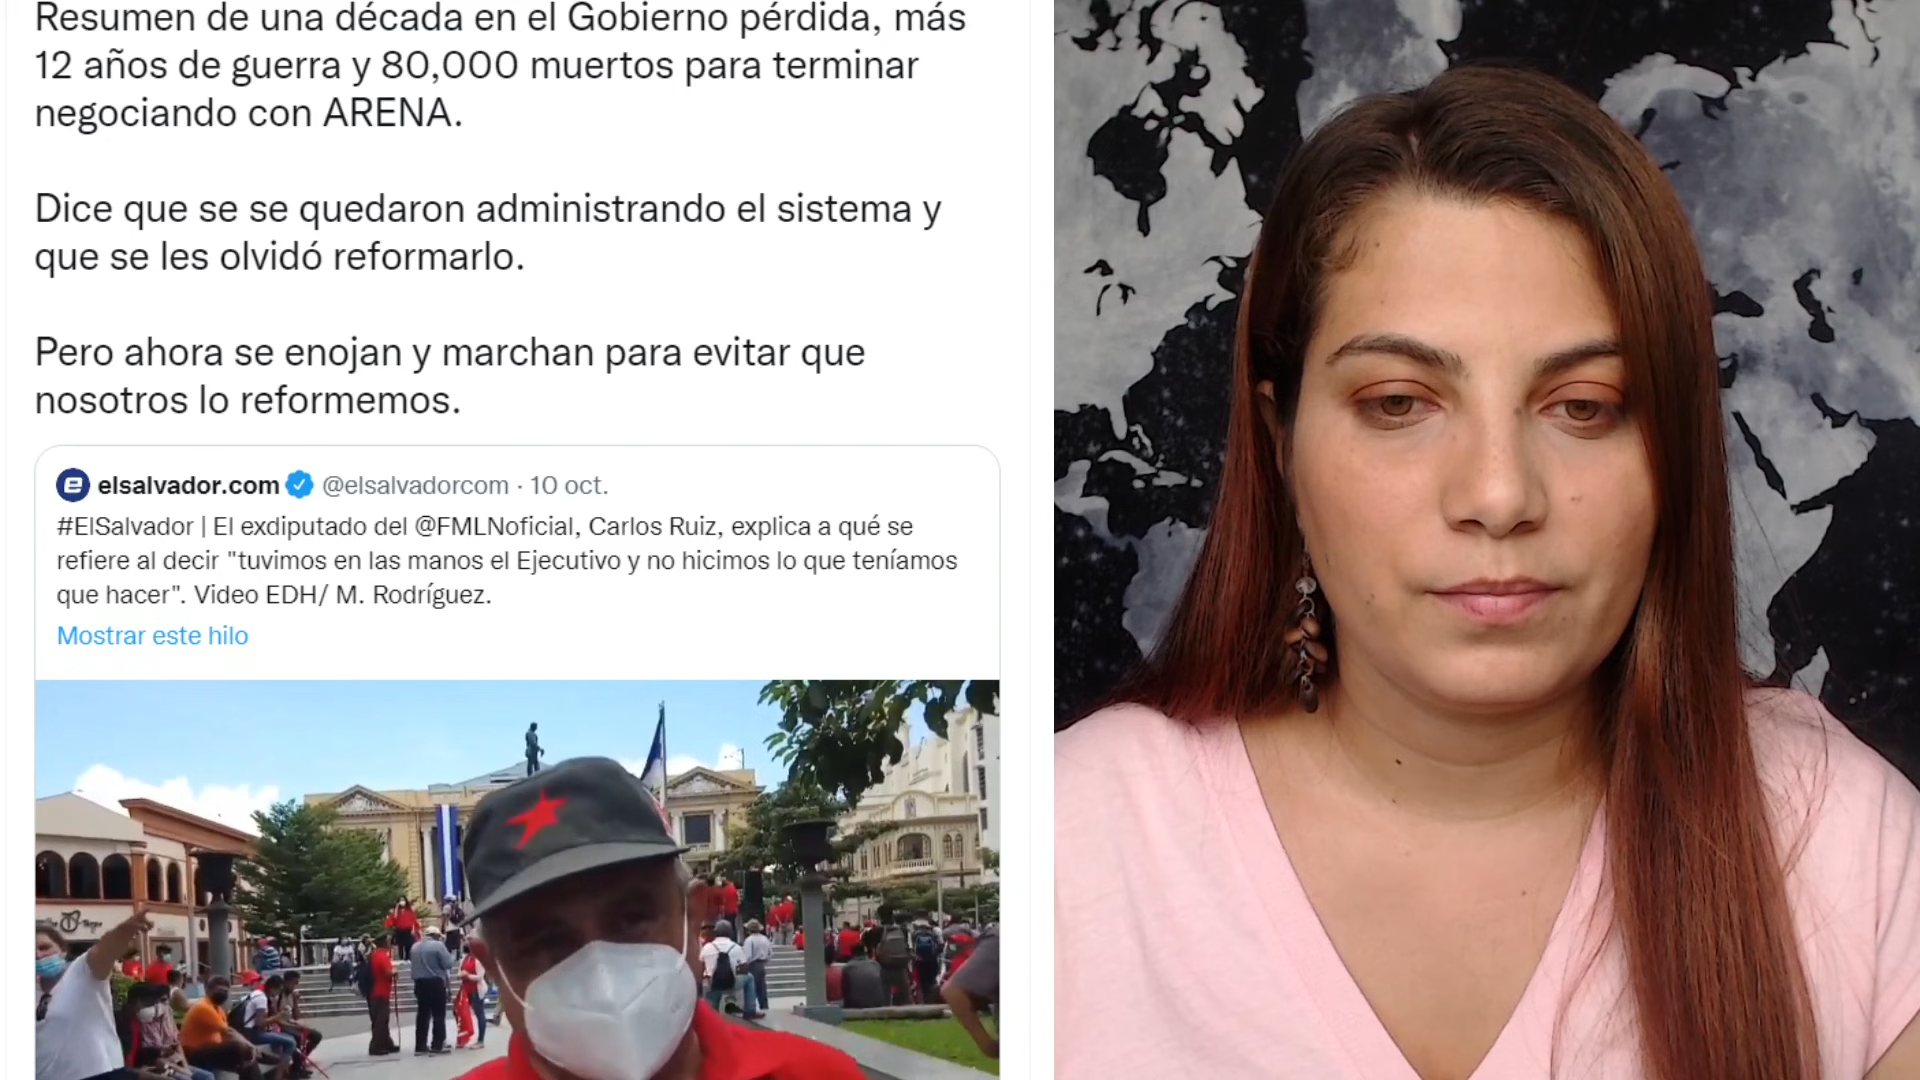 Resumen de una década en el Gobierno pérdida, más
12 años de guerra y 80,000 muertos para terminar
negociando con ARENA.
Dice que se se quedaron administrando el sistema y
que se les olvidó reformarlo.
Pero ahora se enojan y marchan para evitar que
nosotros lo reformemos.
elsalvador.com @elsalvadorcom · 10 oct.
#ElSalvador | El exdiputado del @FMLNoficial, Carlos Ruiz, explica a qué se
refiere al decir "tuvimos en las manos el Ejecutivo y no hicimos lo que teníamos
que hacer". Video EDH/ M. Rodríguez.
Mostrar este hilo